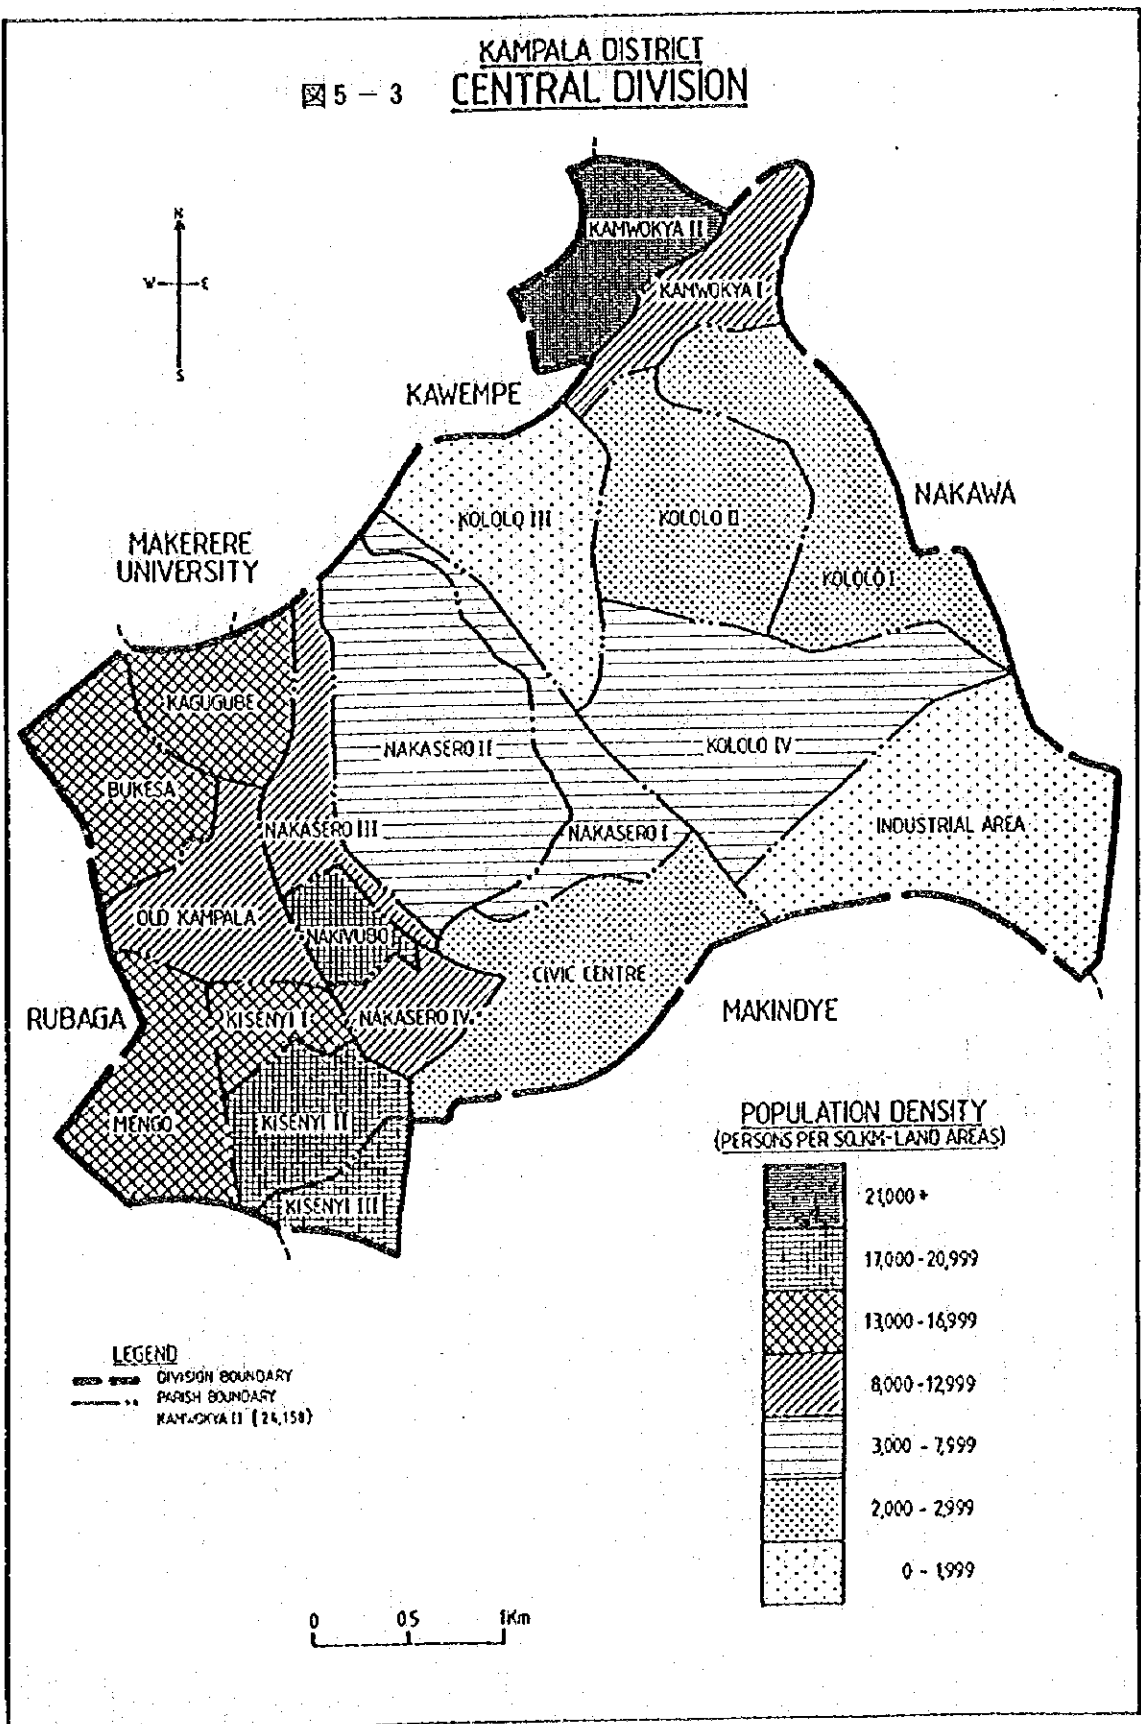 KAMPALA DISTRICT
図5-3 CENTRAL DIVISION
N
W E
S
KAMWOKYA II
KAMWOKYA I
KAWEMPE
NAKAWA
KOLOLO III
KOLOLO II
MAKERERE
UNIVERSITY
KOLOLO I
KAGUGUBE
NAKASERO II
KOLOLO IV
BUKESA
NAKASERO III
NAKASERO I
INDUSTRIAL AREA
OLD KAMPALA
NAKIVUBO
CIVIC CENTRE
RUBAGA
KISENYI I
NAKASERO IV
MAKINDYE
MENGO
KISENYI II
KISENYI III
POPULATION DENSITY
(PERSONS PER SQ.KM-LAND AREAS)
21,000 +
17,000 - 20,999
13,000 - 16,999
8,000 - 12,999
3,000 - 7,999
2,000 - 2,999
0 - 1,999
LEGEND
DIVISION BOUNDARY
PARISH BOUNDARY
KAMWOKYA II (24,158)
0 0.5 1Km